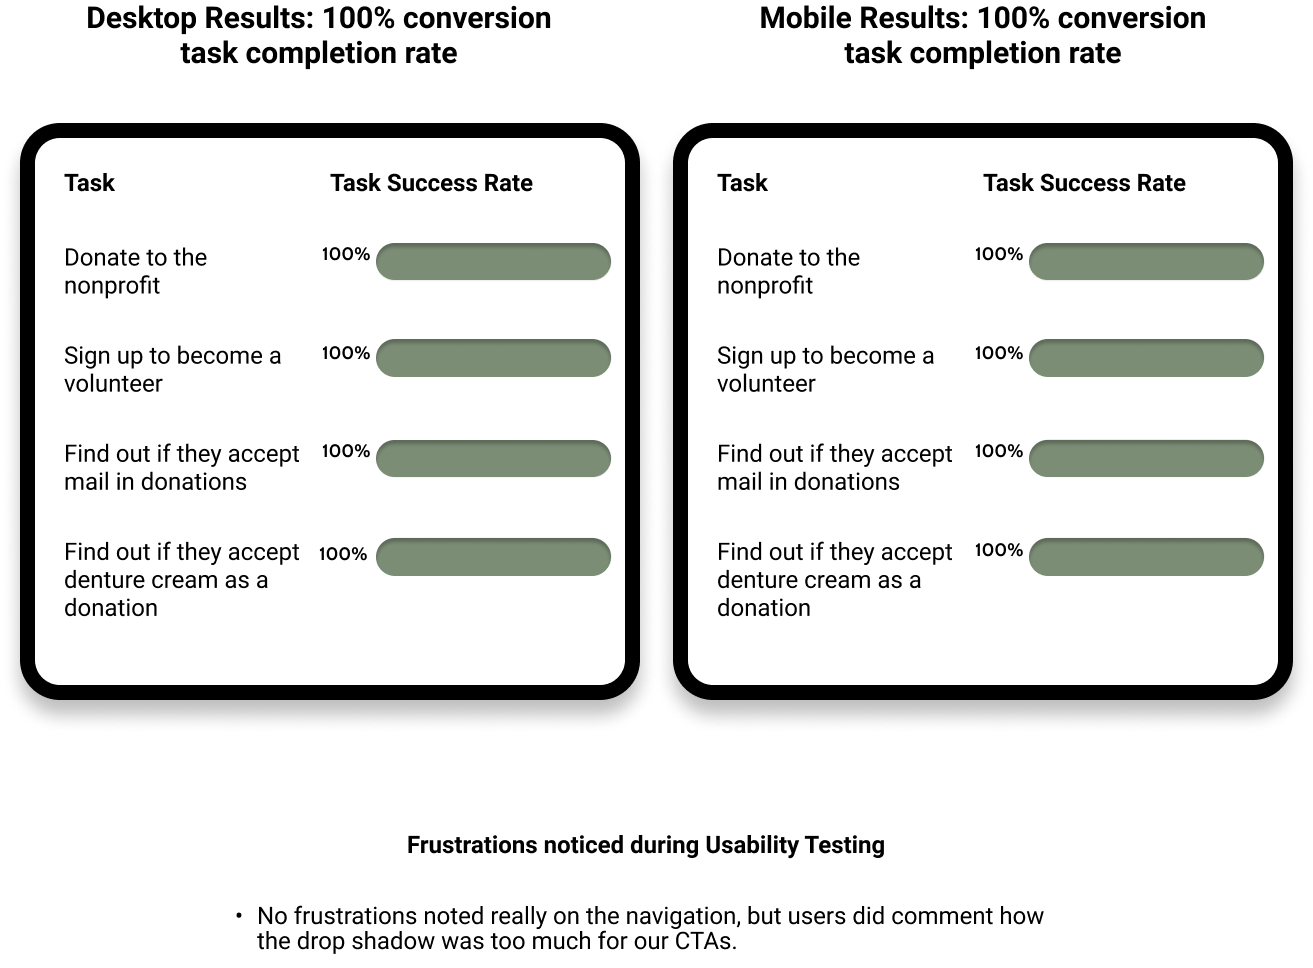 Desktop Results: 100% conversion
task completion rate
Mobile Results: 100% conversion
task completion rate
Task
Task Success Rate
Donate to the
nonprofit
100%
Sign up to become a
volunteer
100%
Find out if they accept
mail in donations
100%
Find out if they accept
denture cream as a
donation
100%
Task
Task Success Rate
Donate to the
nonprofit
100%
Sign up to become a
volunteer
100%
Find out if they accept
mail in donations
100%
Find out if they accept
denture cream as a
donation
100%
Frustrations noticed during Usability Testing
• No frustrations noted really on the navigation, but users did comment how
the drop shadow was too much for our CTAs.